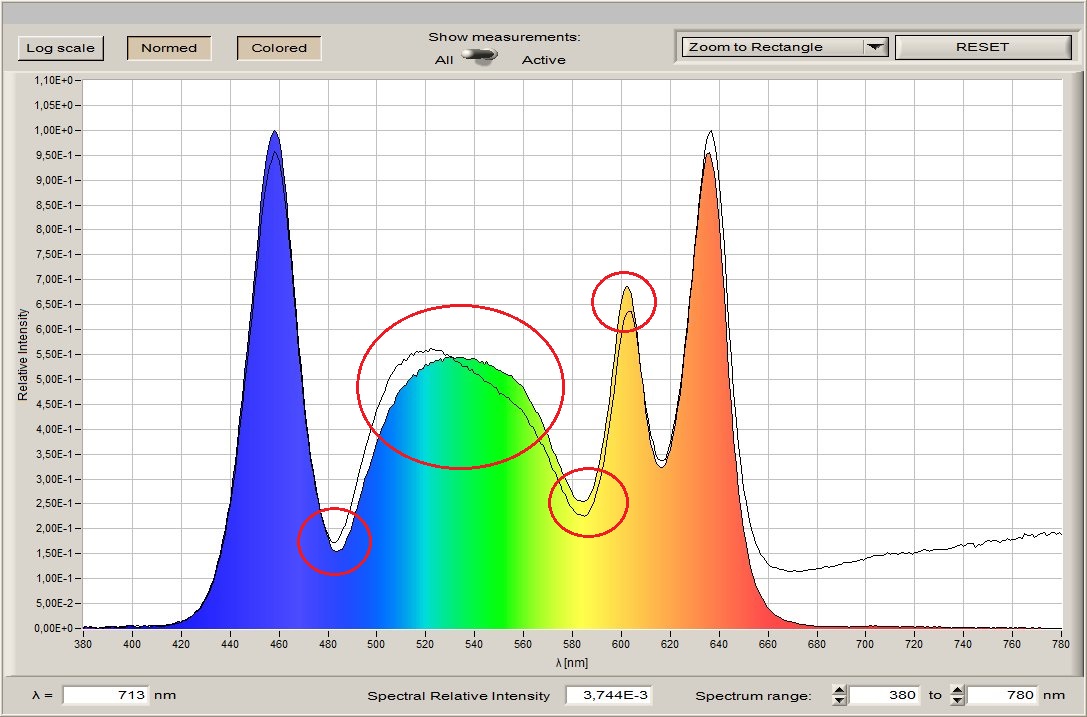 Show measurements:
Log scale Normed Colored All Active Zoom to Rectangle RESET
1,10E+0
1,05E+0
1,00E+0
9,50E-1
9,00E-1
8,50E-1
8,00E-1
7,50E-1
7,00E-1
6,50E-1
6,00E-1
5,50E-1
5,00E-1
4,50E-1
4,00E-1
3,50E-1
3,00E-1
2,50E-1
2,00E-1
1,50E-1
1,00E-1
5,00E-2
0,00E+0
Relative Intensity
380 400 420 440 460 480 500 520 540 560 580 600 620 640 660 680 700 720 740 760 780
λ [nm]
λ = 713 nm Spectral Relative Intensity 3,744E-3 Spectrum range: 380 to 780 nm